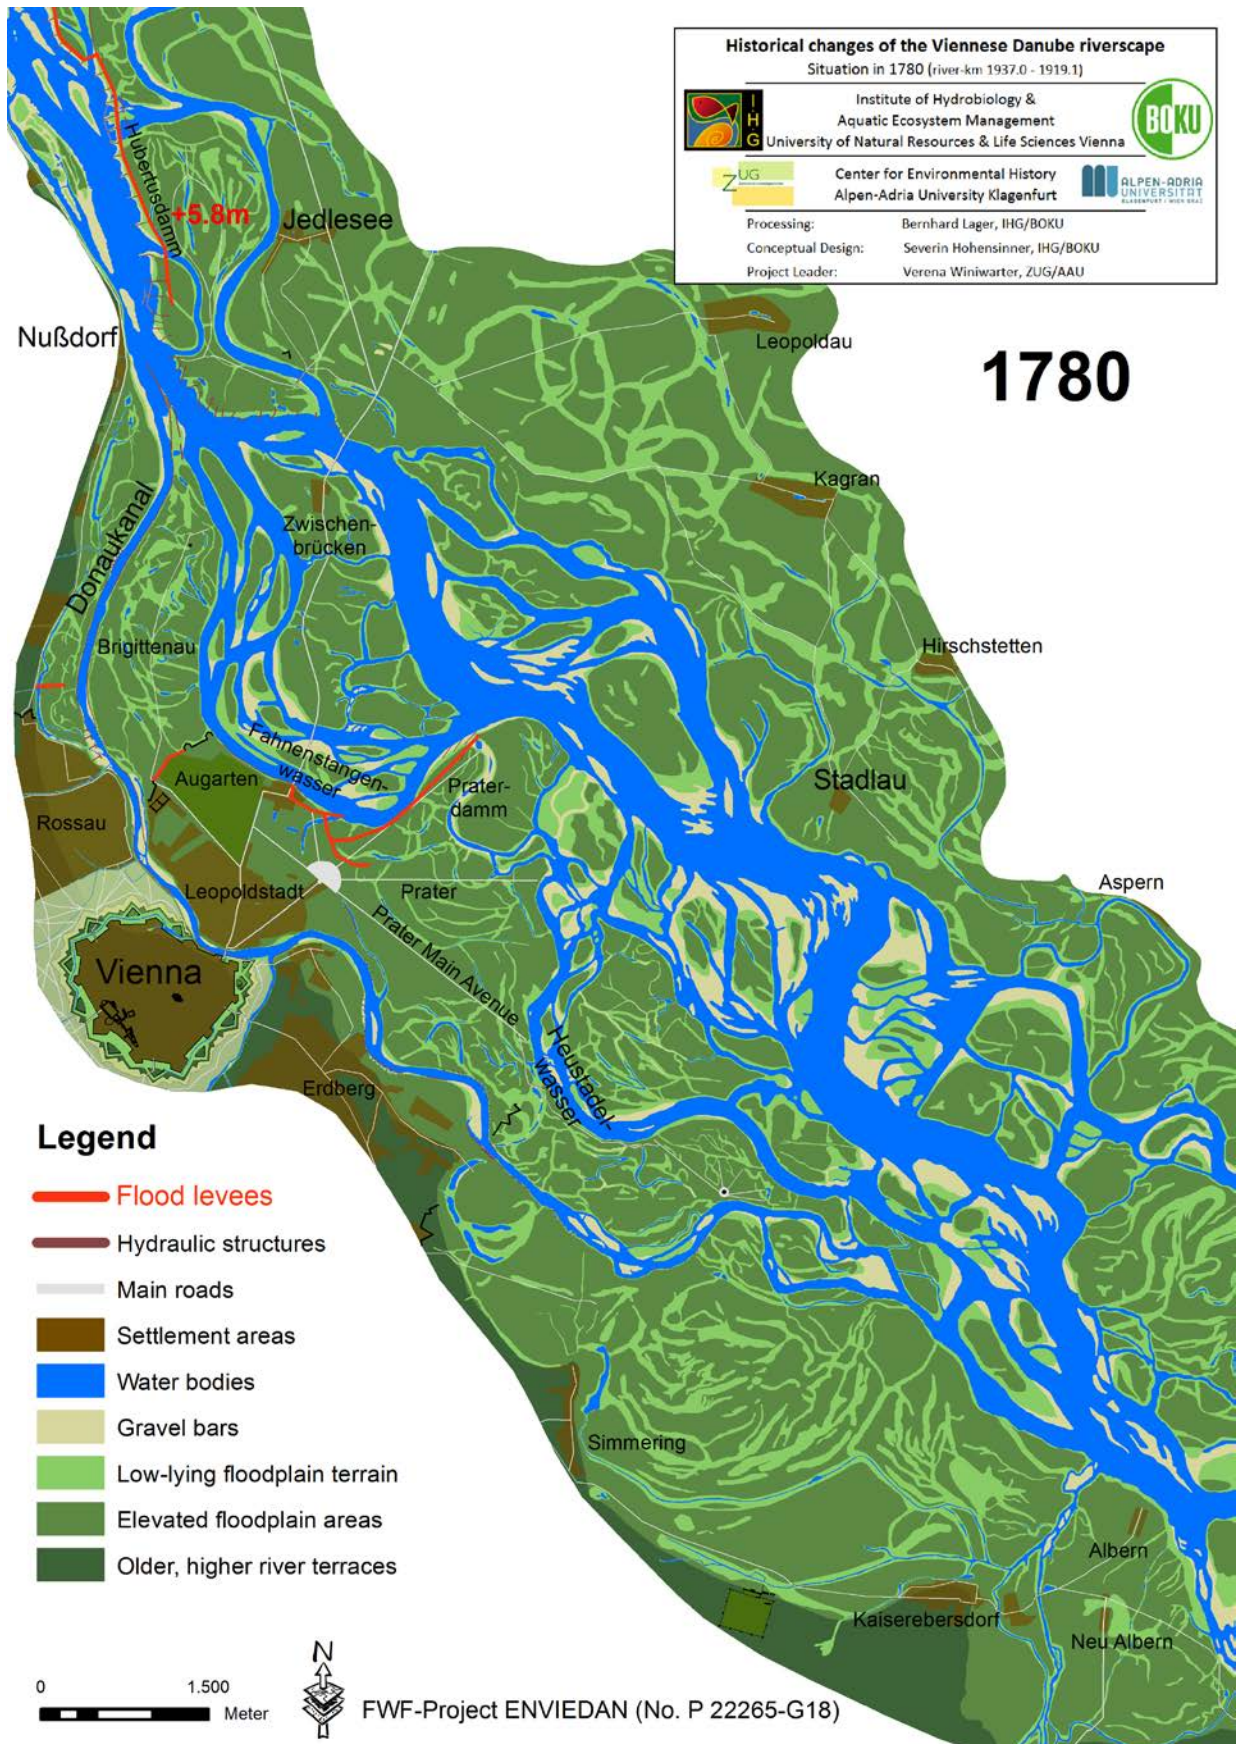 Historical changes of the Viennese Danube riverscape
Situation in 1780 (river-km 1937.0 - 1919.1)
I·H·G
Institute of Hydrobiology &
Aquatic Ecosystem Management
University of Natural Resources & Life Sciences Vienna
BOKU
ZUG
Center for Environmental History
Alpen-Adria University Klagenfurt
ALPEN-ADRIA
UNIVERSITÄT
KLAGENFURT | WIEN GRAZ
Processing: Bernhard Lager, IHG/BOKU
Conceptual Design: Severin Hohensinner, IHG/BOKU
Project Leader: Verena Winiwarter, ZUG/AAU
1780
Hubertusdamm
+5.8m
Jedlesee
Nußdorf
Leopoldau
Kagran
Donaukanal
Zwischen-
brücken
Brigittenau
Hirschstetten
Fahnenstangen-
wasser
Augarten
Prater-
damm
Stadlau
Rossau
Leopoldstadt
Prater
Aspern
Prater Main Avenue
Vienna
Heustadel-
wasser
Erdberg
Simmering
Albern
Kaiserebersdorf
Neu Albern
Legend
Flood levees
Hydraulic structures
Main roads
Settlement areas
Water bodies
Gravel bars
Low-lying floodplain terrain
Elevated floodplain areas
Older, higher river terraces
0 1.500
Meter
N
FWF-Project ENVIEDAN (No. P 22265-G18)